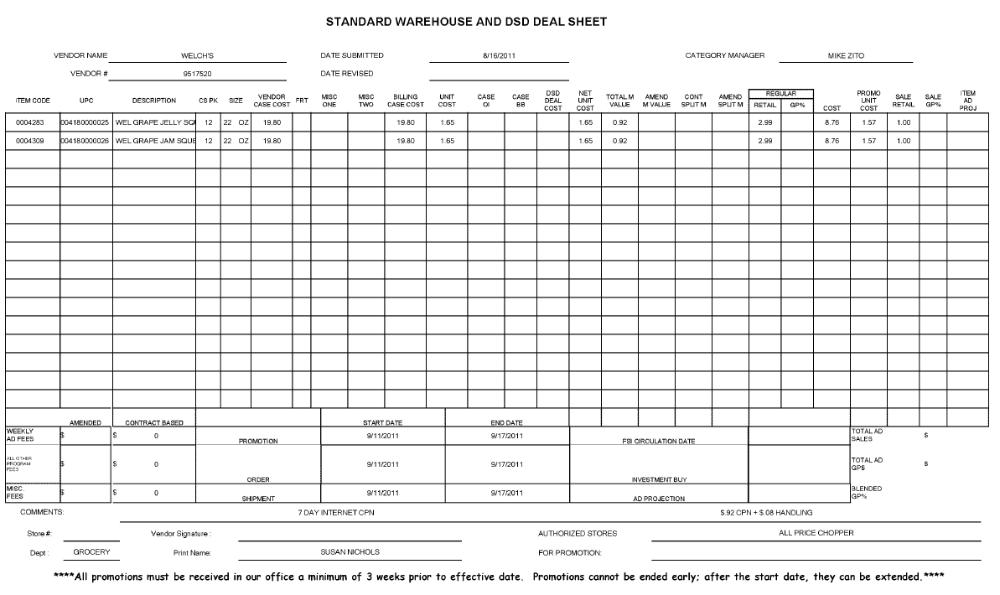 STANDARD WAREHOUSE AND DSD DEAL SHEET
VENDOR NAME WELCH'S DATE SUBMITTED 8/16/2011 CATEGORY MANAGER MIKE ZITO
VENDOR # 9517520 DATE REVISED
ITEM CODE UPC DESCRIPTION CS PK SIZE VENDOR CASE COST FRT MISC ONE MISC TWO BILLING CASE COST UNIT COST CASE OI CASE BB DSD DEAL COST NET UNIT COST TOTAL M VALUE AMEND M VALUE CONT SPLIT M AMEND SPLIT M REGULAR RETAIL GP% COST PROMO UNIT COST SALE RETAIL SALE GP% ITEM AD PROJ
0004283 004180000025 WEL GRAPE JELLY SQU 12 22 OZ 19.80 19.80 1.65 1.65 0.92 2.99 8.76 1.57 1.00
0004309 004180000026 WEL GRAPE JAM SQUE 12 22 OZ 19.80 19.80 1.65 1.65 0.92 2.99 8.76 1.57 1.00
AMENDED CONTRACT BASED START DATE END DATE
WEEKLY AD FEES $ $ 0 PROMOTION 9/11/2011 9/17/2011 FSI CIRCULATION DATE TOTAL AD SALES $
ALL OTHER PROGRAM FEES $ $ 0 ORDER 9/11/2011 9/17/2011 INVESTMENT BUY TOTAL AD GP$ $
MISC. FEES $ $ 0 SHIPMENT 9/11/2011 9/17/2011 AD PROJECTION BLENDED GP%
COMMENTS: 7 DAY INTERNET CPN $.92 CPN + $.08 HANDLING
Store #: Vendor Signature : AUTHORIZED STORES ALL PRICE CHOPPER
Dept : GROCERY Print Name: SUSAN NICHOLS FOR PROMOTION:
****All promotions must be received in our office a minimum of 3 weeks prior to effective date. Promotions cannot be ended early; after the start date, they can be extended.****